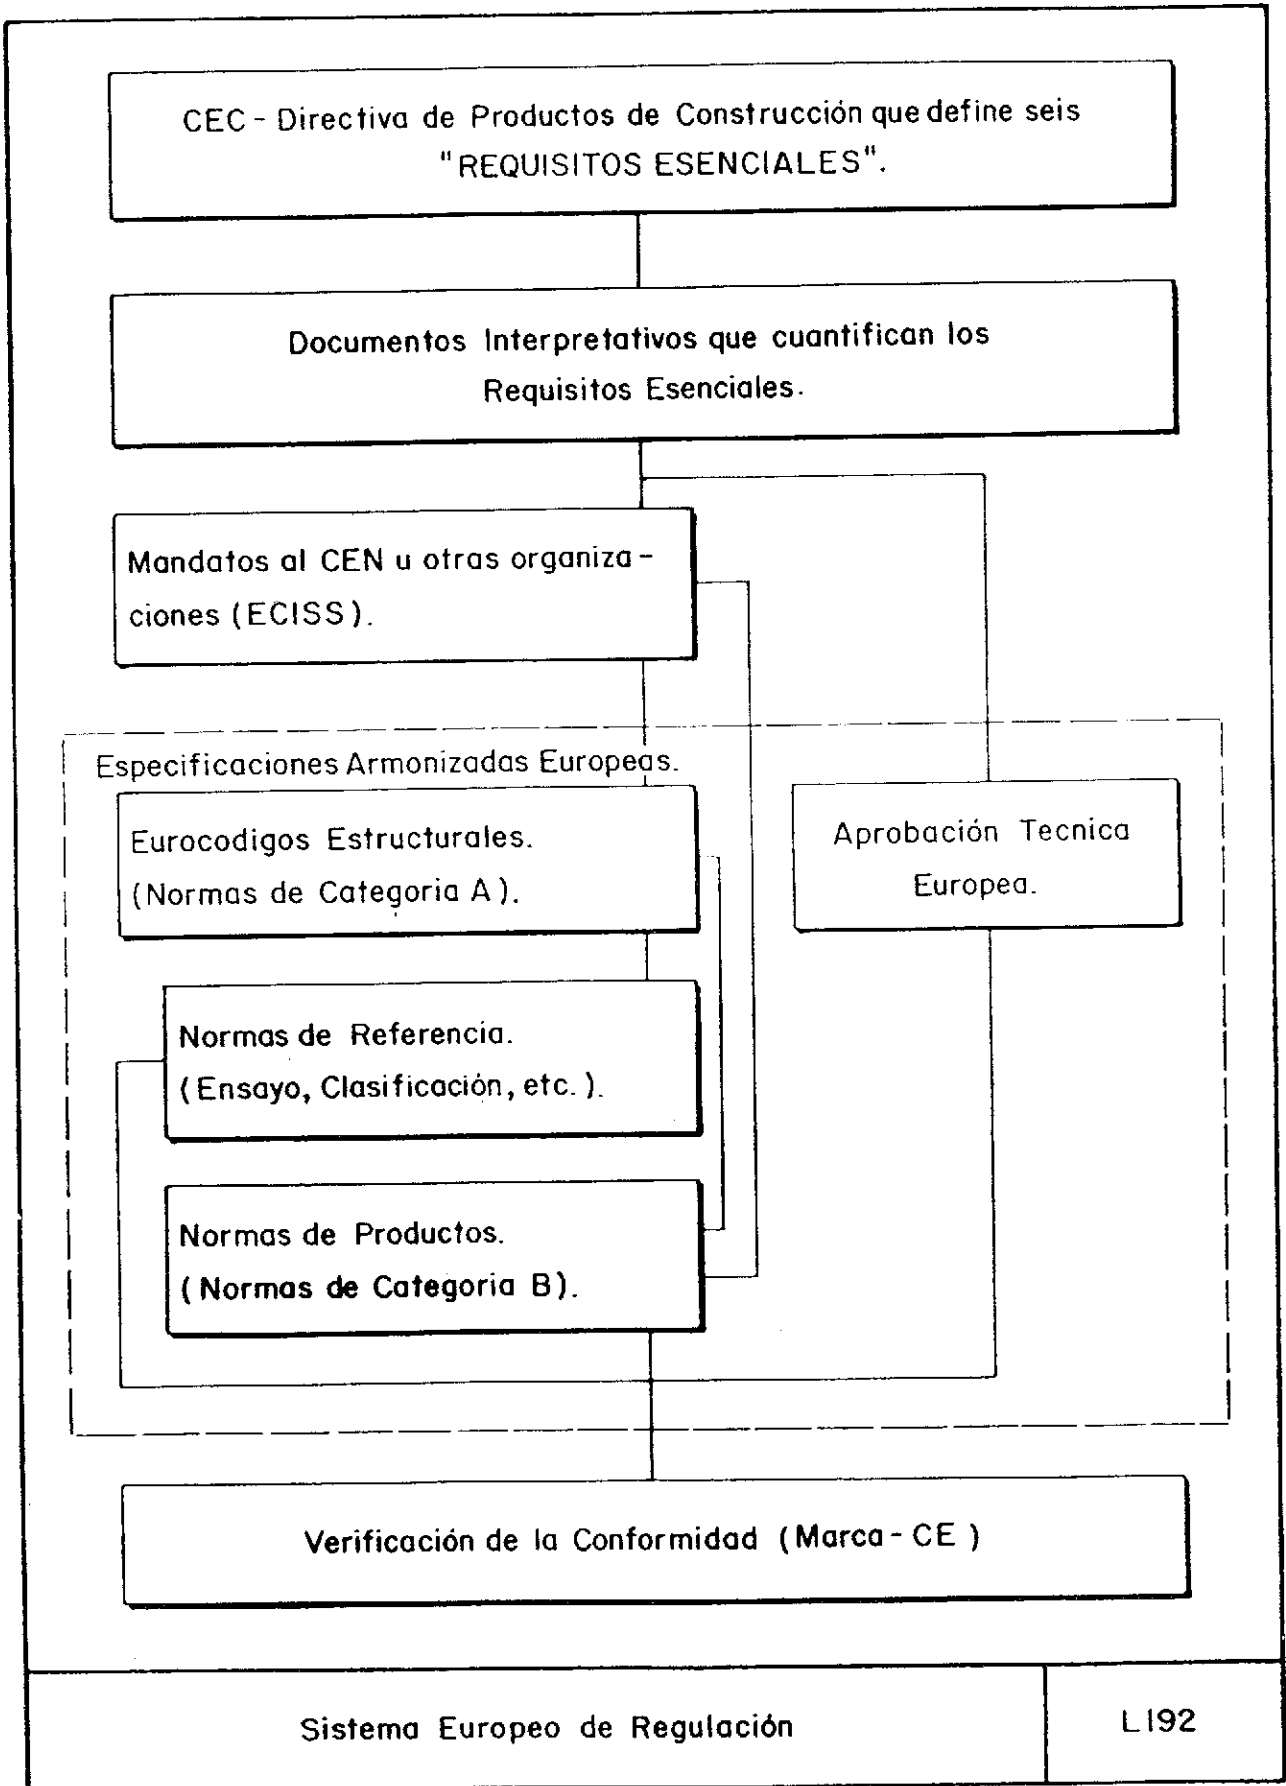 CEC - Directiva de Productos de Construcción que define seis
"REQUISITOS ESENCIALES".
Documentos Interpretativos que cuantifican los
Requisitos Esenciales.
Mandatos al CEN u otras organiza-
ciones (ECISS).
Especificaciones Armonizadas Europeas.
Eurocodigos Estructurales.
(Normas de Categoria A).
Aprobación Tecnica
Europea.
Normas de Referencia.
(Ensayo, Clasificación, etc.).
Normas de Productos.
(Normas de Categoria B).
Verificación de la Conformidad (Marca-CE)
Sistema Europeo de Regulación
L192